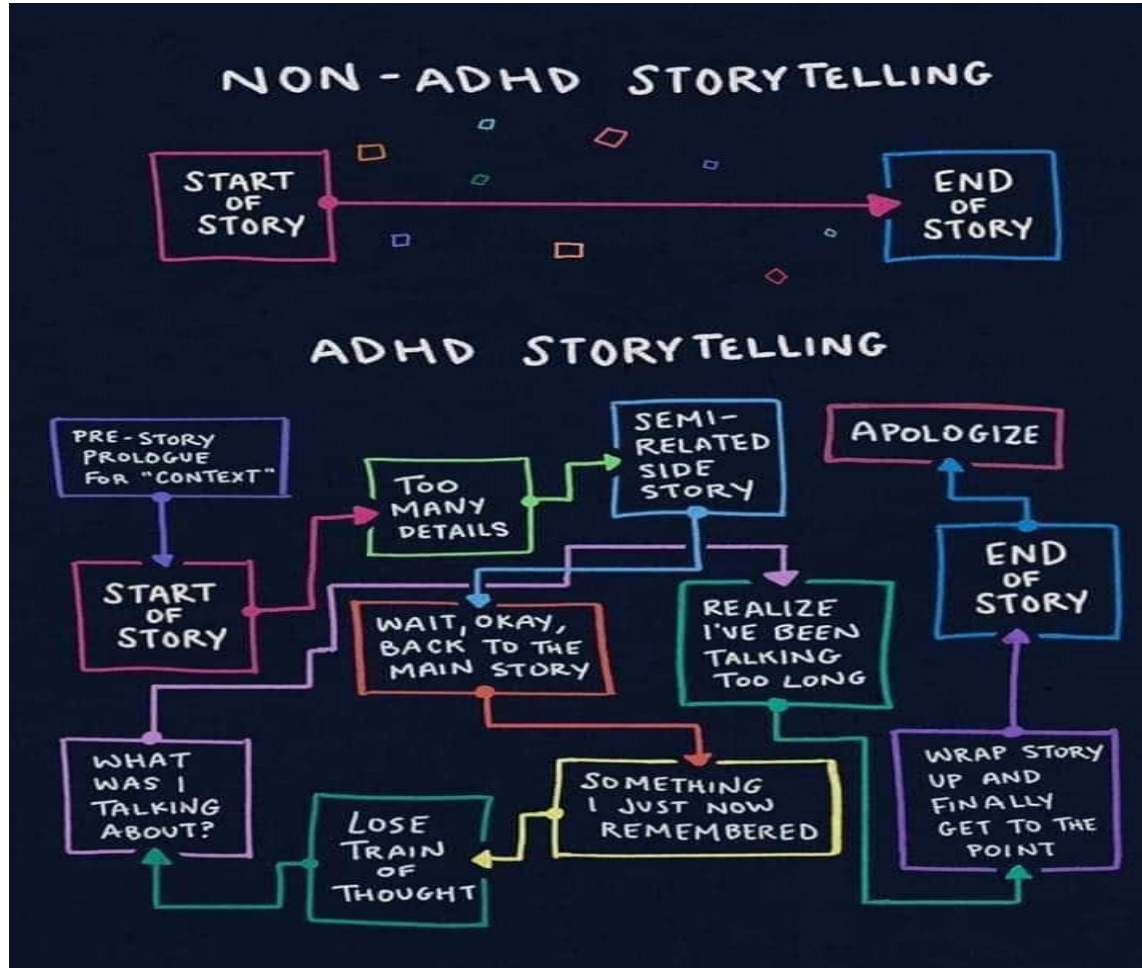 NON-ADHD STORYTELLING
START
OF
STORY
END
OF
STORY
ADHD STORYTELLING
PRE-STORY
PROLOGUE
FOR "CONTEXT"
START
OF
STORY
TOO
MANY
DETAILS
SEMI-
RELATED
SIDE
STORY
WAIT, OKAY,
BACK TO THE
MAIN STORY
SOMETHING
I JUST NOW
REMEMBERED
LOSE
TRAIN
OF
THOUGHT
WHAT
WAS I
TALKING
ABOUT?
REALIZE
I'VE BEEN
TALKING
TOO LONG
WRAP STORY
UP AND
FINALLY
GET TO THE
POINT
END
OF
STORY
APOLOGIZE